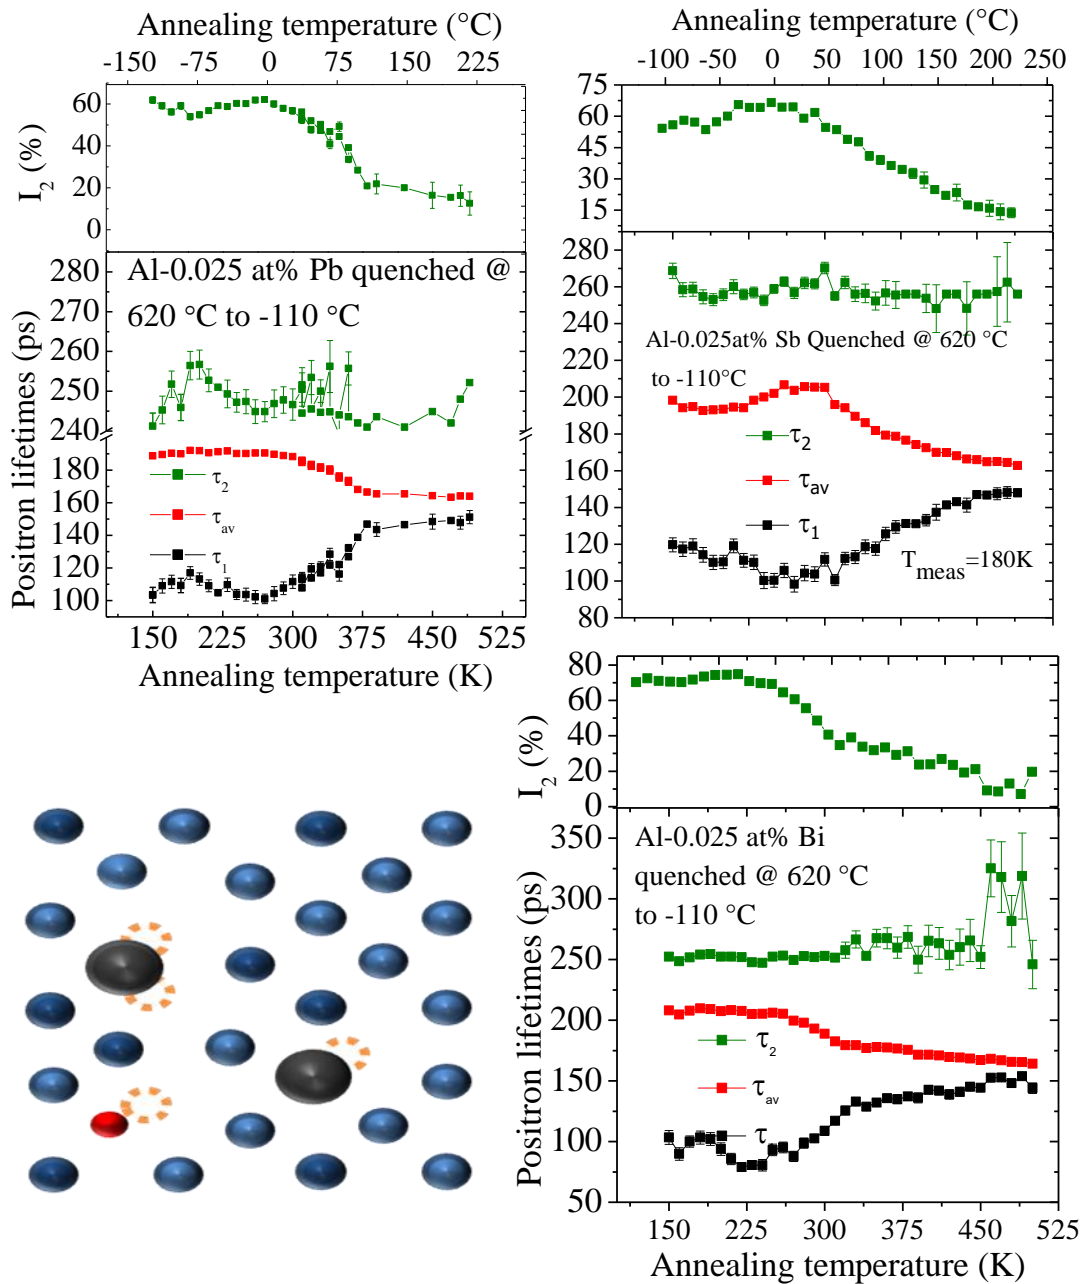 Annealing temperature (°C)
-150 -75 0 75 150 225
60
40
20
0
I2 (%)
280
270
260
250
240
200
180
160
140
120
100
Positron lifetimes (ps)
Al-0.025 at% Pb quenched @
620 °C to -110 °C
τ2
τav
τ1
150 225 300 375 450 525
Annealing temperature (K)
Annealing temperature (°C)
-100 -50 0 50 100 150 200 250
75
60
45
30
15
I2 (%)
280
260
240
220
200
180
160
140
120
100
80
Al-0.025at% Sb Quenched @ 620 °C
to -110°C
τ2
τav
τ1
Tmeas=180K
80
60
40
20
0
I2 (%)
350
300
250
200
150
100
50
Positron lifetimes (ps)
Al-0.025 at% Bi
quenched @ 620 °C
to -110 °C
τ2
τav
τ
150 225 300 375 450 525
Annealing temperature (K)